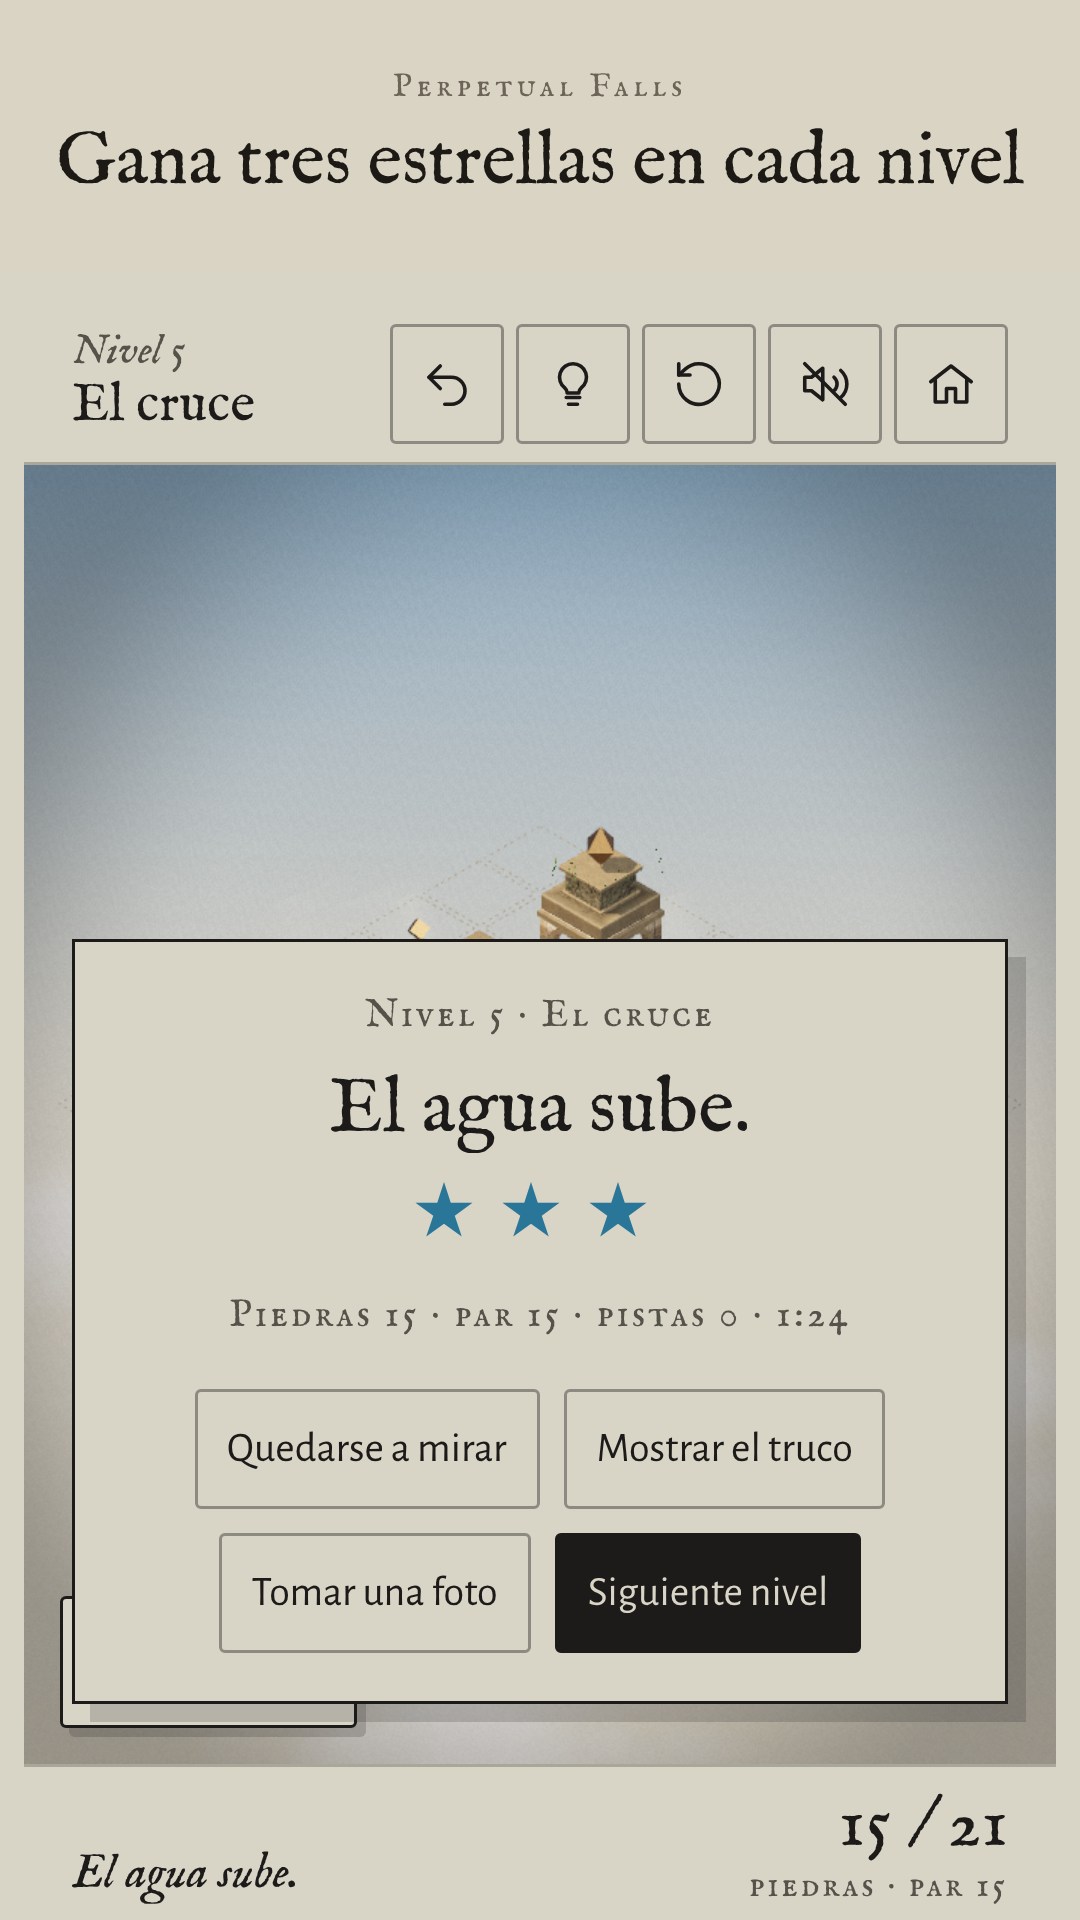 Perpetual Falls
Gana tres estrellas en cada nivel
Nivel 5
El cruce
Nivel 5 · El cruce
El agua sube.
★ ★ ★
Piedras 15 · par 15 · pistas 0 · 1:24
Quedarse a mirar
Mostrar el truco
Tomar una foto
Siguiente nivel
El agua sube.
15 / 21
piedras · par 15